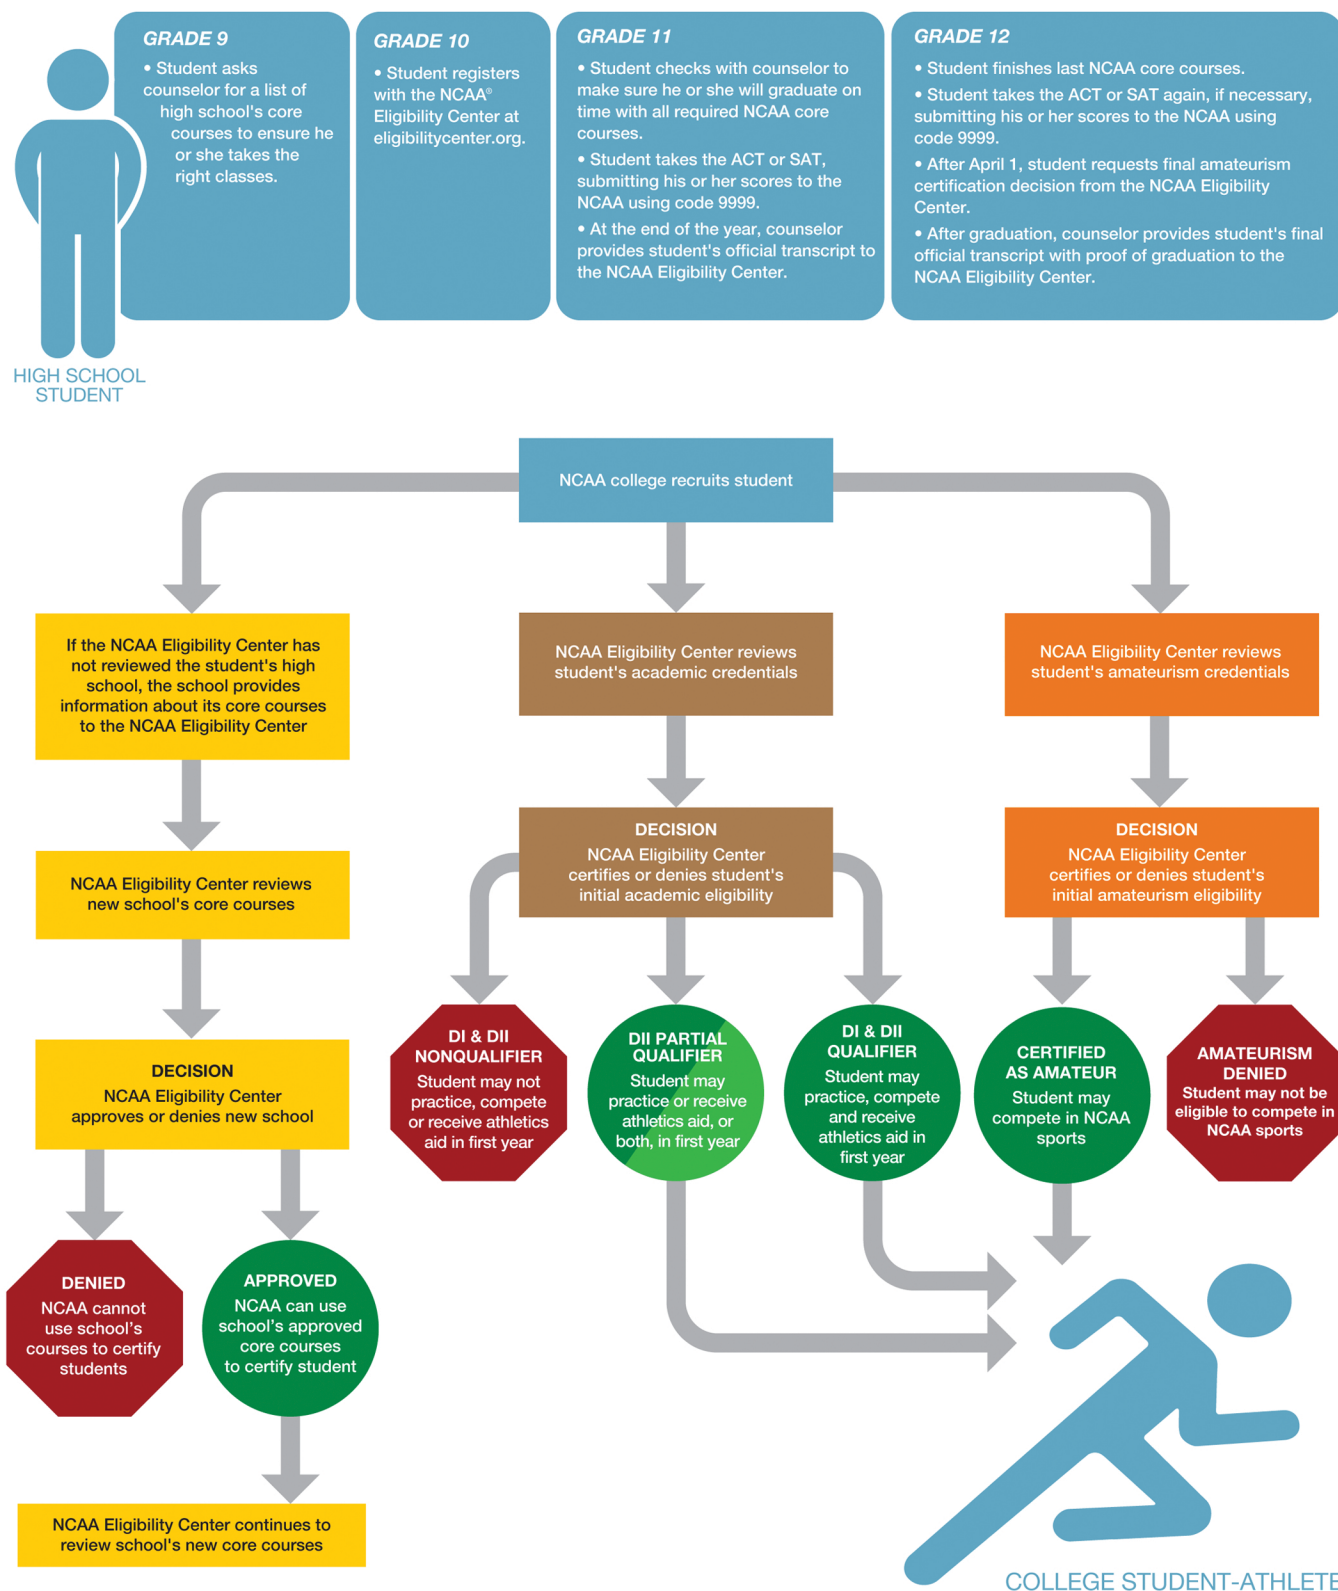 GRADE 9
• Student asks
counselor for a list of
high school's core
courses to ensure he
or she takes the
right classes.
GRADE 10
• Student registers
with the NCAA®
Eligibility Center at
eligibilitycenter.org.
GRADE 11
• Student checks with counselor to
make sure he or she will graduate on
time with all required NCAA core
courses.
• Student takes the ACT or SAT,
submitting his or her scores to the
NCAA using code 9999.
• At the end of the year, counselor
provides student's official transcript to
the NCAA Eligibility Center.
GRADE 12
• Student finishes last NCAA core courses.
• Student takes the ACT or SAT again, if necessary,
submitting his or her scores to the NCAA using
code 9999.
• After April 1, student requests final amateurism
certification decision from the NCAA Eligibility
Center.
• After graduation, counselor provides student's final
official transcript with proof of graduation to the
NCAA Eligibility Center.
HIGH SCHOOL
STUDENT
NCAA college recruits student
If the NCAA Eligibility Center has
not reviewed the student's high
school, the school provides
information about its core courses
to the NCAA Eligibility Center
NCAA Eligibility Center reviews
new school's core courses
DECISION
NCAA Eligibility Center
approves or denies new school
DENIED
NCAA cannot
use school's
courses to certify
students
APPROVED
NCAA can use
school's approved
core courses
to certify student
NCAA Eligibility Center continues to
review school's new core courses
NCAA Eligibility Center reviews
student's academic credentials
DECISION
NCAA Eligibility Center
certifies or denies student's
initial academic eligibility
DI & DII
NONQUALIFIER
Student may not
practice, compete
or receive athletics
aid in first year
DII PARTIAL
QUALIFIER
Student may
practice or receive
athletics aid, or
both, in first year
DI & DII
QUALIFIER
Student may
practice, compete
and receive
athletics aid in
first year
NCAA Eligibility Center reviews
student's amateurism credentials
DECISION
NCAA Eligibility Center
certifies or denies student's
initial amateurism eligibility
CERTIFIED
AS AMATEUR
Student may
compete in NCAA
sports
AMATEURISM
DENIED
Student may not be
eligible to compete in
NCAA sports
COLLEGE STUDENT-ATHLETE